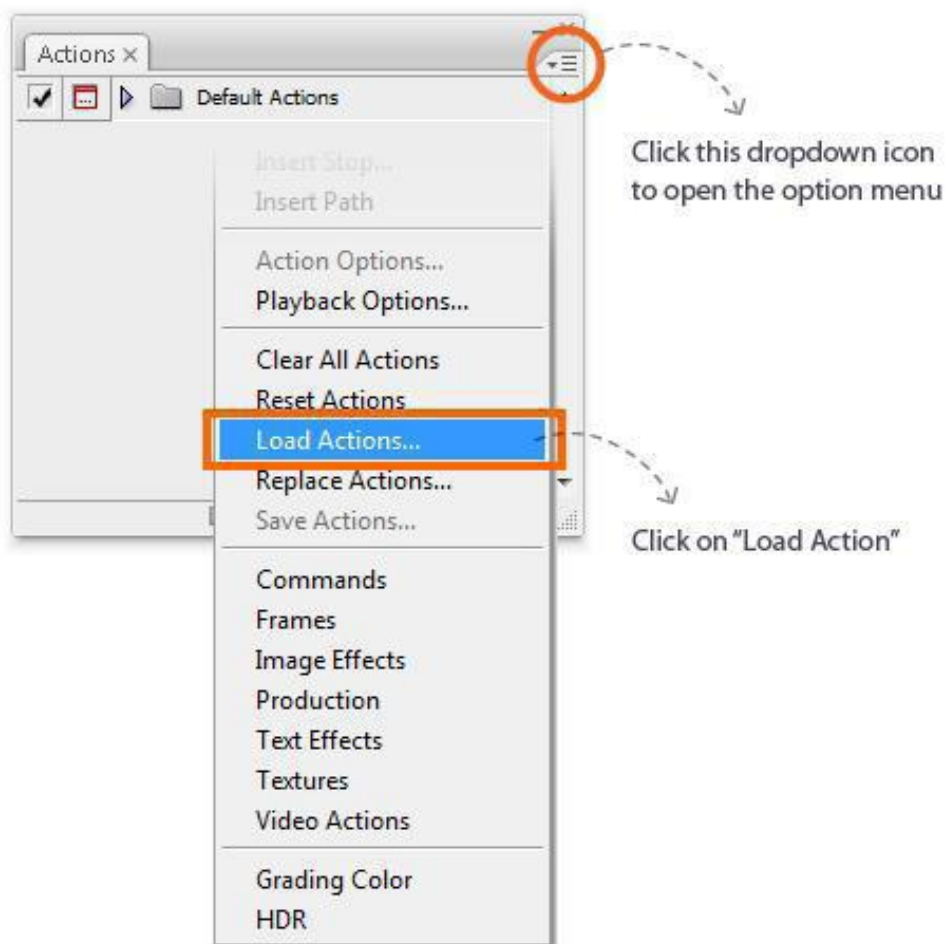 Actions ×
Default Actions
Click this dropdown icon
to open the option menu
Insert Stop...
Insert Path
Action Options...
Playback Options...
Clear All Actions
Reset Actions
Load Actions...
Replace Actions...
Save Actions...
Click on "Load Action"
Commands
Frames
Image Effects
Production
Text Effects
Textures
Video Actions
Grading Color
HDR